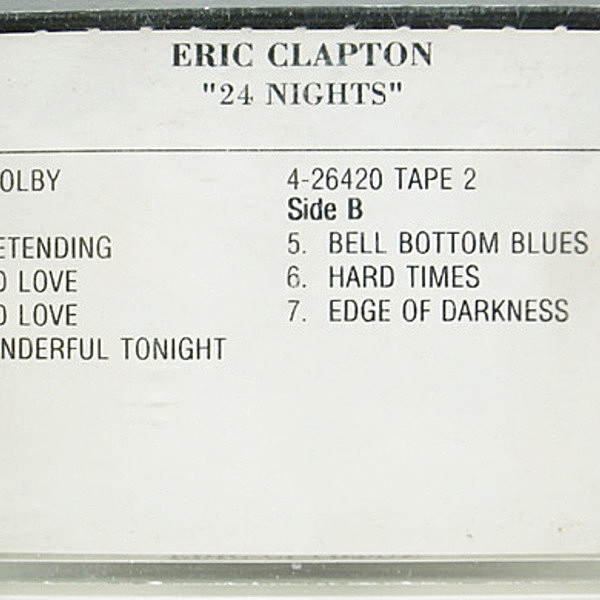 ERIC CLAPTON
"24 NIGHTS"
OLBY
ETENDING
O LOVE
D LOVE
NDERFUL TONIGHT
4-26420 TAPE 2
Side B
5. BELL BOTTOM BLUES
6. HARD TIMES
7. EDGE OF DARKNESS